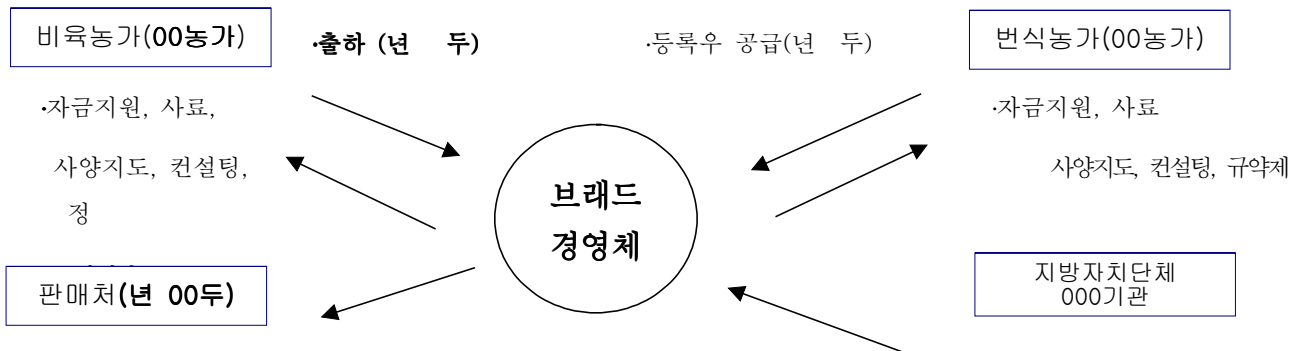 비육농가(00농가)
·출하 (년 두)
·등록우 공급(년 두)
번식농가(00농가)
·자금지원, 사료,
사양지도, 컨설팅,
정
·자금지원, 사료
사양지도, 컨설팅, 규약제
브래드
경영체
판매처(년 00두)
지방자치단체
000기관